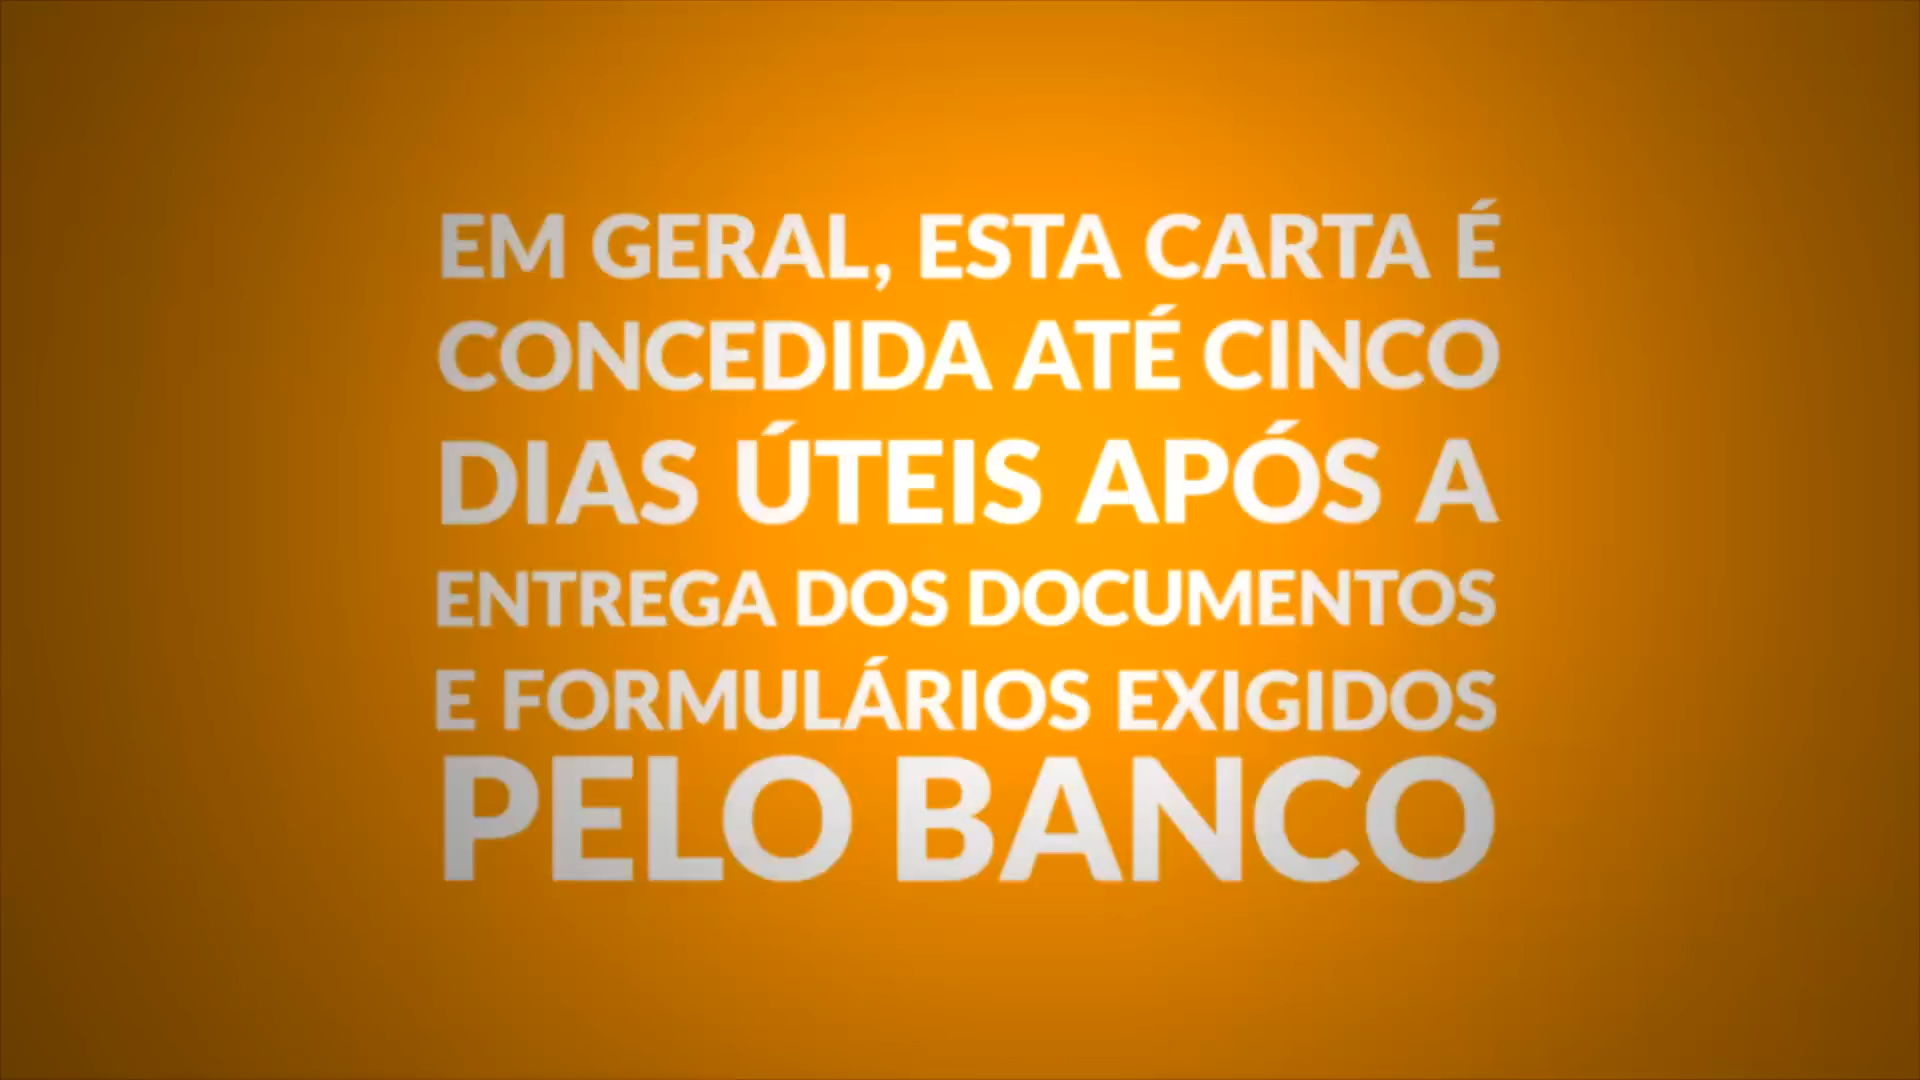 EM GERAL, ESTA CARTA É
CONCEDIDA ATÉ CINCO
DIAS ÚTEIS APÓS A
ENTREGA DOS DOCUMENTOS
E FORMULÁRIOS EXIGIDOS
PELO BANCO